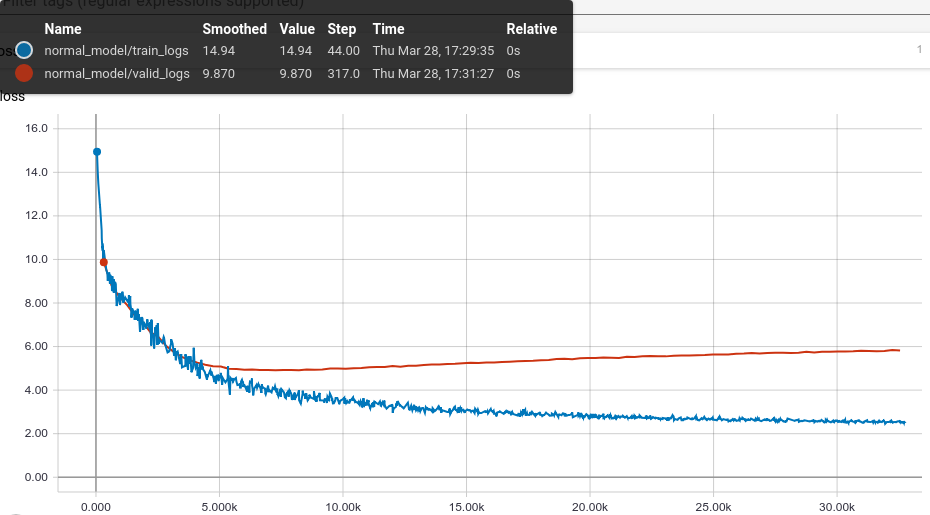 Filter tags (regular expressions supported)
Name Smoothed Value Step Time Relative
normal_model/train_logs 14.94 14.94 44.00 Thu Mar 28, 17:29:35 0s
normal_model/valid_logs 9.870 9.870 317.0 Thu Mar 28, 17:31:27 0s
1
loss
16.0
14.0
12.0
10.0
8.00
6.00
4.00
2.00
0.00
0.000 5.000k 10.00k 15.00k 20.00k 25.00k 30.00k